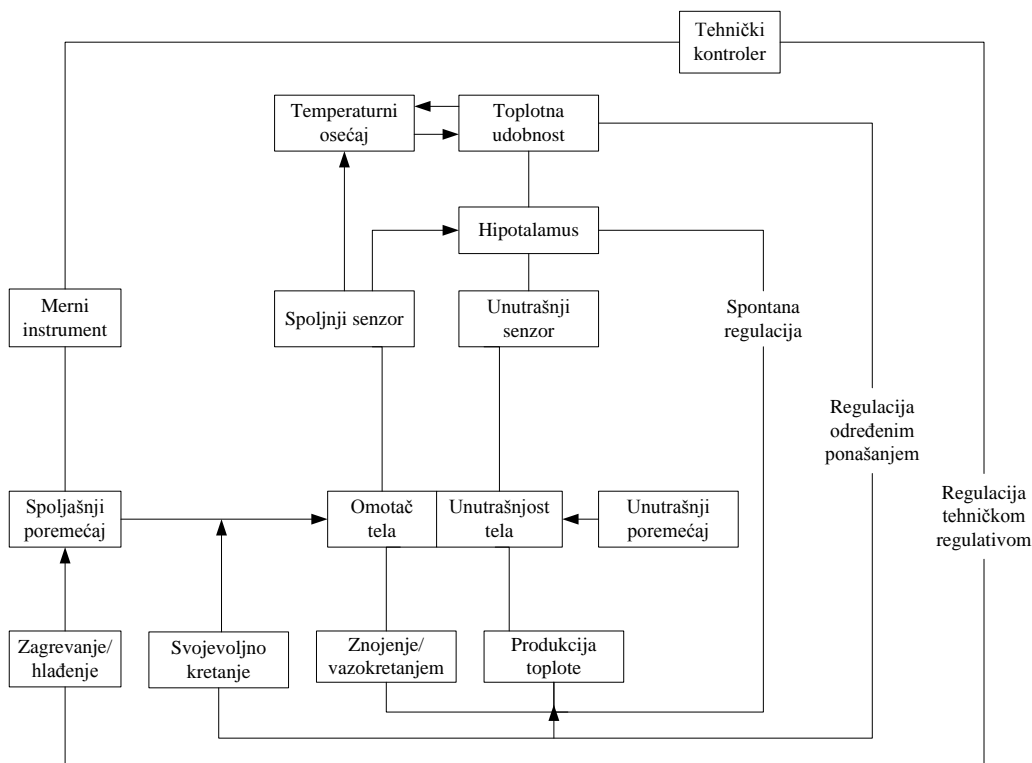 Tehnički
kontroler
Temperaturni
osećaj
Toplotna
udobnost
Hipotalamus
Merni
instrument
Spoljnji senzor
Unutrašnji
senzor
Spontana
regulacija
Regulacija
određenim
ponašanjem
Spoljašnji
poremećaj
Omotač
tela
Unutrašnjost
tela
Unutrašnji
poremećaj
Regulacija
tehničkom
regulativom
Zagrevanje/
hlađenje
Svojevoljno
kretanje
Znojenje/
vazokretanjem
Produkcija
toplote